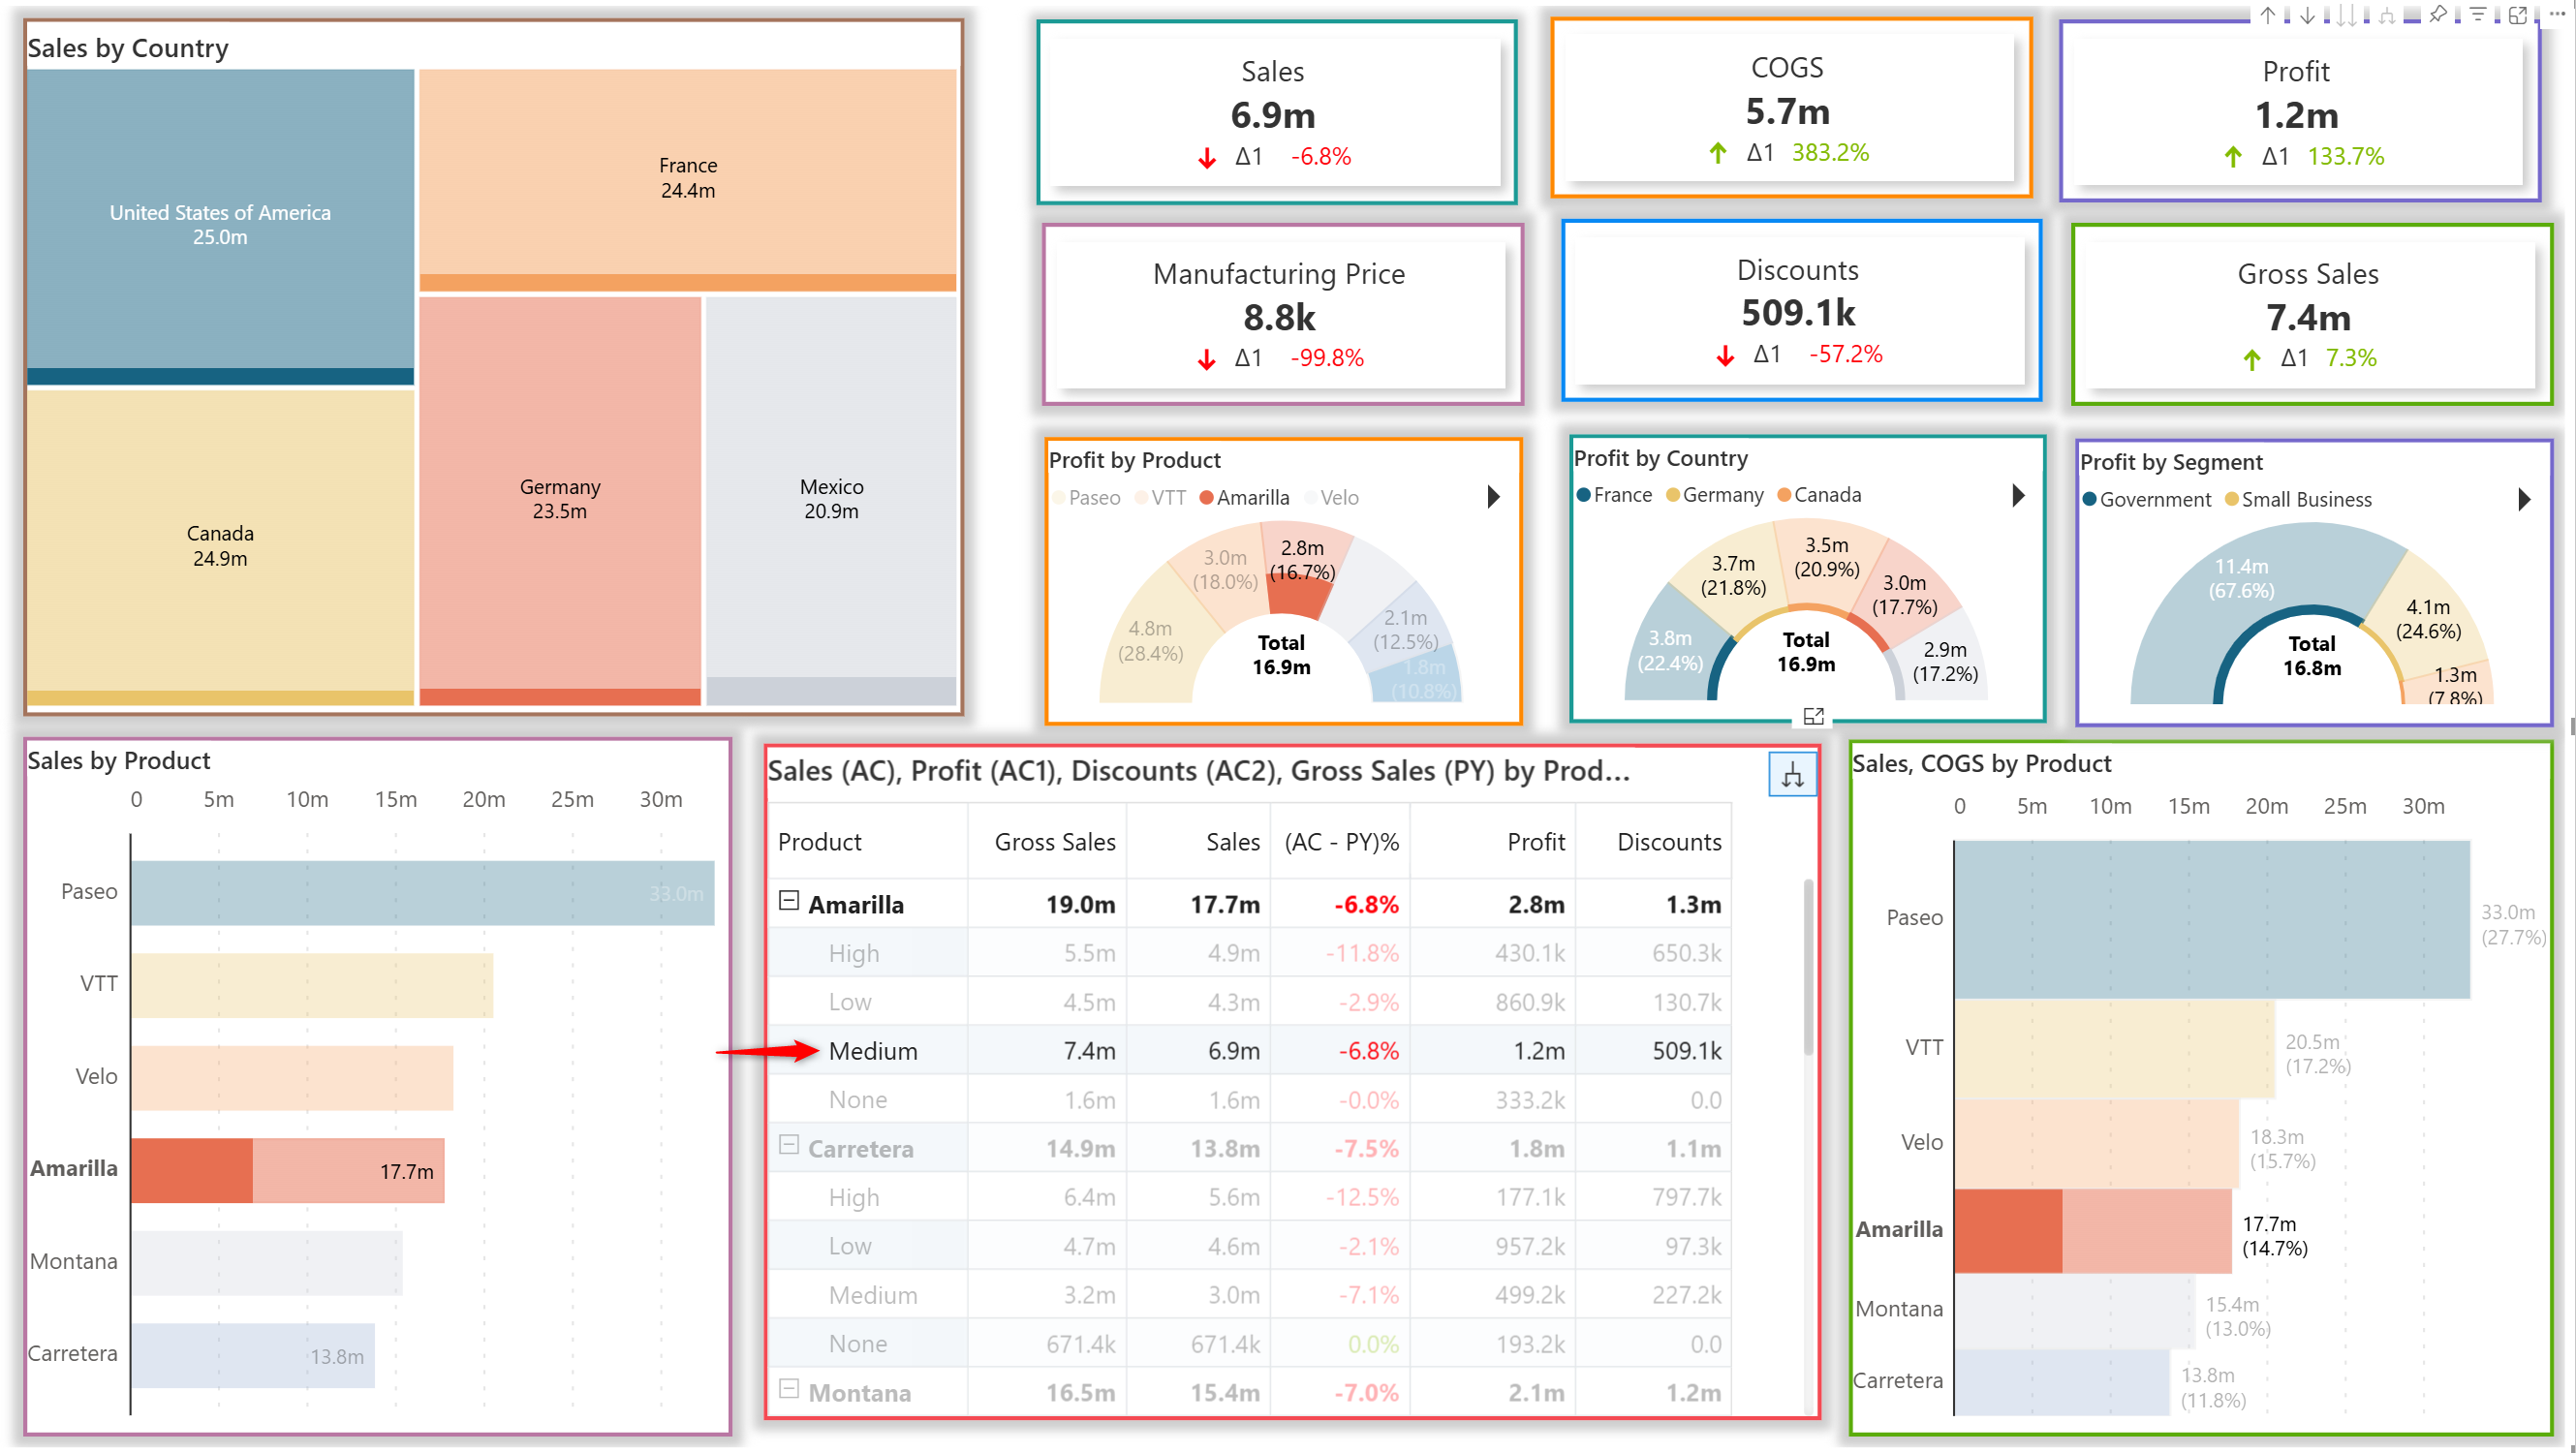 Sales by Country
United States of America
25.0m
France
24.4m
Canada
24.9m
Germany
23.5m
Mexico
20.9m
Sales
6.9m
Δ1 -6.8%
COGS
5.7m
Δ1 383.2%
Profit
1.2m
Δ1 133.7%
Manufacturing Price
8.8k
Δ1 -99.8%
Discounts
509.1k
Δ1 -57.2%
Gross Sales
7.4m
Δ1 7.3%
Profit by Product
Paseo VTT Amarilla Velo
4.8m
(28.4%)
3.0m
(18.0%)
2.8m
(16.7%)
2.1m
(12.5%)
1.8m
(10.8%)
Total
16.9m
Profit by Country
France Germany Canada
3.8m
(22.4%)
3.7m
(21.8%)
3.5m
(20.9%)
3.0m
(17.7%)
2.9m
(17.2%)
Total
16.9m
Profit by Segment
Government Small Business
11.4m
(67.6%)
4.1m
(24.6%)
1.3m
(7.8%)
Total
16.8m
Sales by Product
0 5m 10m 15m 20m 25m 30m
Paseo 33.0m
VTT
Velo
Amarilla 17.7m
Montana
Carretera 13.8m
Sales (AC), Profit (AC1), Discounts (AC2), Gross Sales (PY) by Prod...
Product Gross Sales Sales (AC - PY)% Profit Discounts
Amarilla 19.0m 17.7m -6.8% 2.8m 1.3m
High 5.5m 4.9m -11.8% 430.1k 650.3k
Low 4.5m 4.3m -2.9% 860.9k 130.7k
Medium 7.4m 6.9m -6.8% 1.2m 509.1k
None 1.6m 1.6m -0.0% 333.2k 0.0
Carretera 14.9m 13.8m -7.5% 1.8m 1.1m
High 6.4m 5.6m -12.5% 177.1k 797.7k
Low 4.7m 4.6m -2.1% 957.2k 97.3k
Medium 3.2m 3.0m -7.1% 499.2k 227.2k
None 671.4k 671.4k 0.0% 193.2k 0.0
Montana 16.5m 15.4m -7.0% 2.1m 1.2m
Sales, COGS by Product
0 5m 10m 15m 20m 25m 30m
Paseo
33.0m
(27.7%)
VTT
20.5m
(17.2%)
Velo
18.3m
(15.7%)
Amarilla
17.7m
(14.7%)
Montana
15.4m
(13.0%)
Carretera
13.8m
(11.8%)